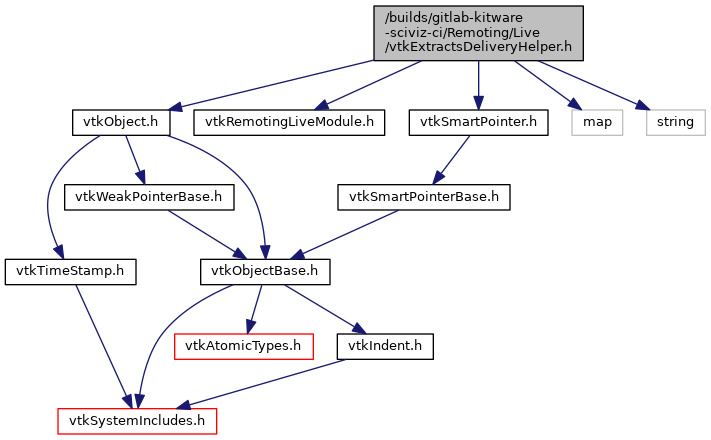 /builds/gitlab-kitware
-sciviz-ci/Remoting/Live
/vtkExtractsDeliveryHelper.h
vtkObject.h
vtkRemotingLiveModule.h
vtkSmartPointer.h
map
string
vtkWeakPointerBase.h
vtkSmartPointerBase.h
vtkTimeStamp.h
vtkObjectBase.h
vtkAtomicTypes.h
vtkIndent.h
vtkSystemIncludes.h